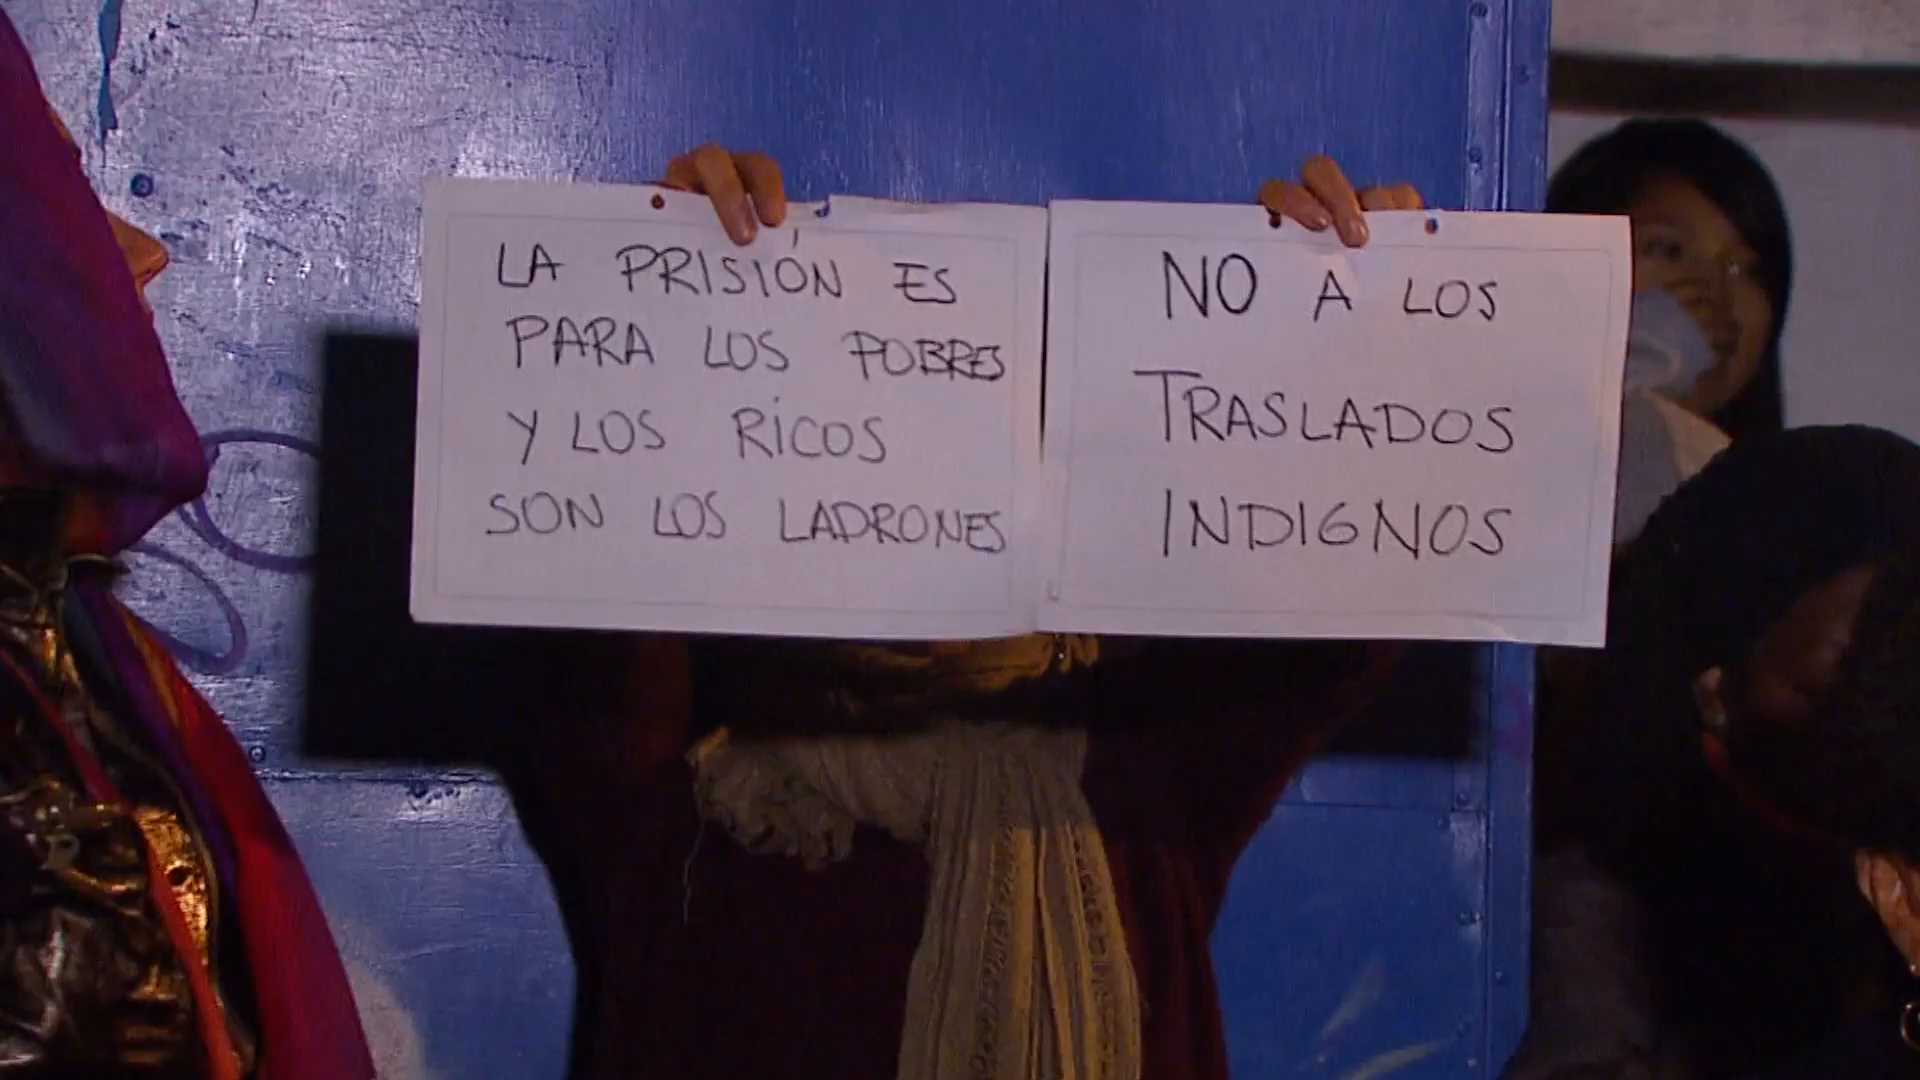 LA PRISIÓN ES
PARA LOS POBRES
Y LOS RICOS
SON LOS LADRONES
NO A LOS
TRASLADOS
INDIGNOS